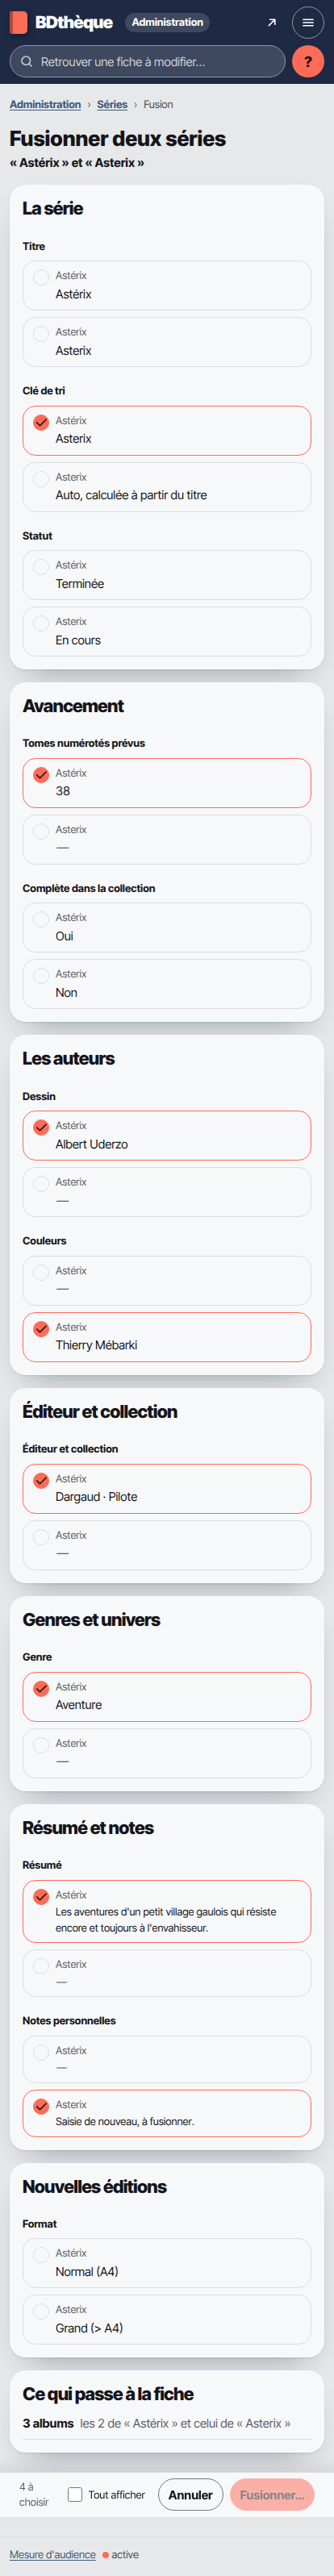 BDthèque
Administration
Retrouver une fiche à modifier...
?
Administration › Séries › Fusion
Fusionner deux séries
« Astérix » et « Asterix »
La série
Titre
Astérix
Astérix
Asterix
Asterix
Clé de tri
Astérix
Asterix
Asterix
Auto, calculée à partir du titre
Statut
Astérix
Terminée
Asterix
En cours
Avancement
Tomes numérotés prévus
Astérix
38
Asterix
—
Complète dans la collection
Astérix
Oui
Asterix
Non
Les auteurs
Dessin
Astérix
Albert Uderzo
Asterix
—
Couleurs
Astérix
—
Asterix
Thierry Mébarki
Éditeur et collection
Éditeur et collection
Astérix
Dargaud · Pilote
Asterix
—
Genres et univers
Genre
Astérix
Aventure
Asterix
—
Résumé et notes
Résumé
Astérix
Les aventures d'un petit village gaulois qui résiste
encore et toujours à l'envahisseur.
Asterix
—
Notes personnelles
Astérix
—
Asterix
Saisie de nouveau, à fusionner.
Nouvelles éditions
Format
Astérix
Normal (A4)
Asterix
Grand (> A4)
Ce qui passe à la fiche
3 albums les 2 de « Astérix » et celui de « Asterix »
4 à
choisir
Tout afficher
Annuler
Fusionner...
Mesure d'audience active